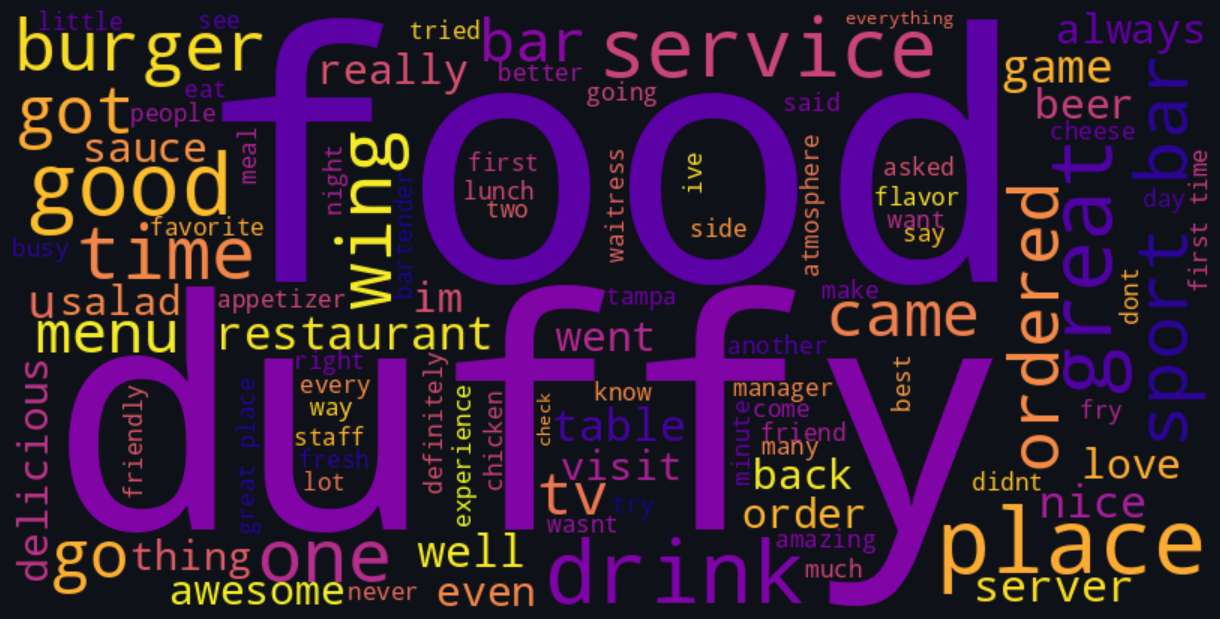 little
see
tried
bar
everything
always
burger
really
better
service
game
got
eat
people
going
said
beer
bar
cheese
sauce
meal
night
wing
food
first
lunch
two
waitress
ive
side
atmosphere
asked
flavor
want
say
good
great
day
first time
favorite
bartender
busy
time
ordered
sport
dont
u
salad
appetizer
im
tampa
make
came
menu
restaurant
went
another
duffy
right
every
way
staff
fresh
lot
friendly
great place
definitely
experience
chicken
check
know
table
visit
manager
minute
come
friend
many
best
fry
delicious
tv
try
back
didnt
love
wasnt
order
nice
go
thing
one
well
drink
amazing
much
place
awesome
never
even
server